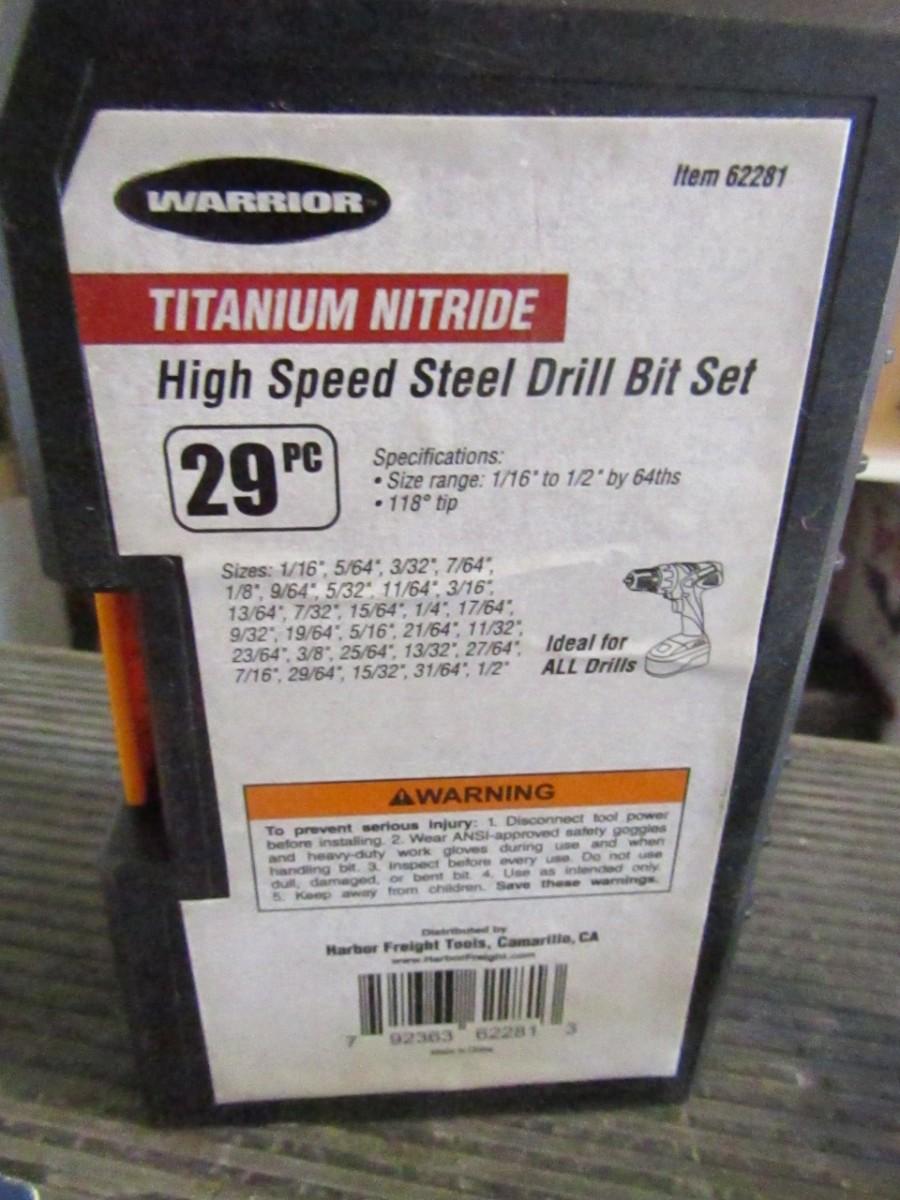 WARRIOR™
Item 62281
TITANIUM NITRIDE
High Speed Steel Drill Bit Set
29 PC
Specifications:
• Size range: 1/16" to 1/2" by 64ths
• 118° tip
Sizes: 1/16", 5/64", 3/32", 7/64",
1/8", 9/64", 5/32", 11/64", 3/16",
13/64", 7/32", 15/64", 1/4", 17/64",
9/32", 19/64", 5/16", 21/64", 11/32",
23/64", 3/8", 25/64", 13/32", 27/64",
7/16", 29/64", 15/32", 31/64", 1/2"
Ideal for
ALL Drills
⚠WARNING
To prevent serious injury: 1. Disconnect tool power
before installing. 2. Wear ANSI-approved safety goggles
and heavy-duty work gloves during use and when
handling bit. 3. Inspect before every use. Do not use
dull, damaged, or bent bit. 4. Use as intended only.
5. Keep away from children. Save these warnings.
Distributed by
Harbor Freight Tools, Camarillo, CA
www.HarborFreight.com
7 92363 62281 3
Made in China